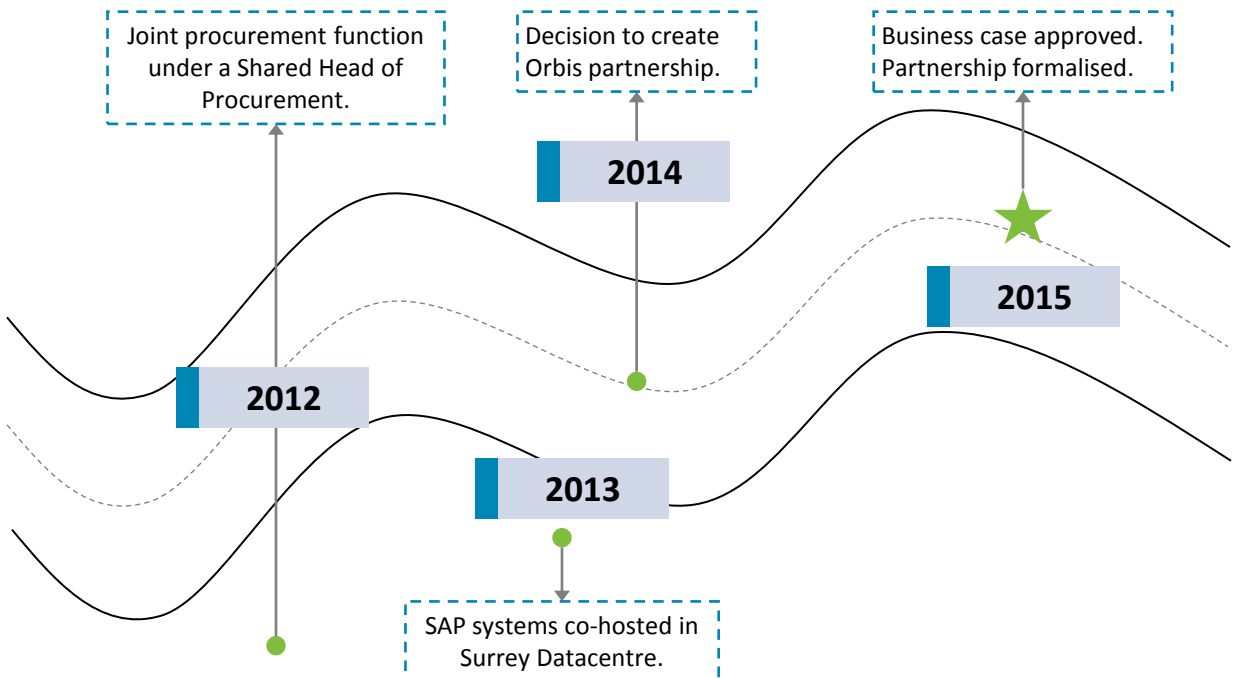 Joint procurement function
under a Shared Head of
Procurement.
Decision to create
Orbis partnership.
Business case approved.
Partnership formalised.
2014
2015
2012
2013
SAP systems co-hosted in
Surrey Datacentre.